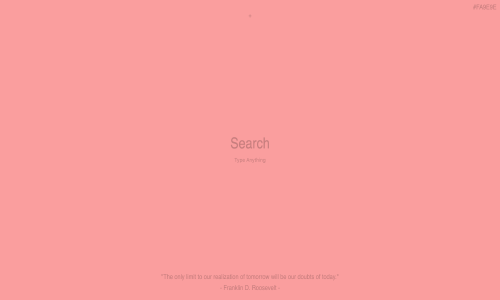 Search
Type Anything
"The only limit to our realization of tomorrow will be our doubts of today."
- Franklin D. Roosevelt -